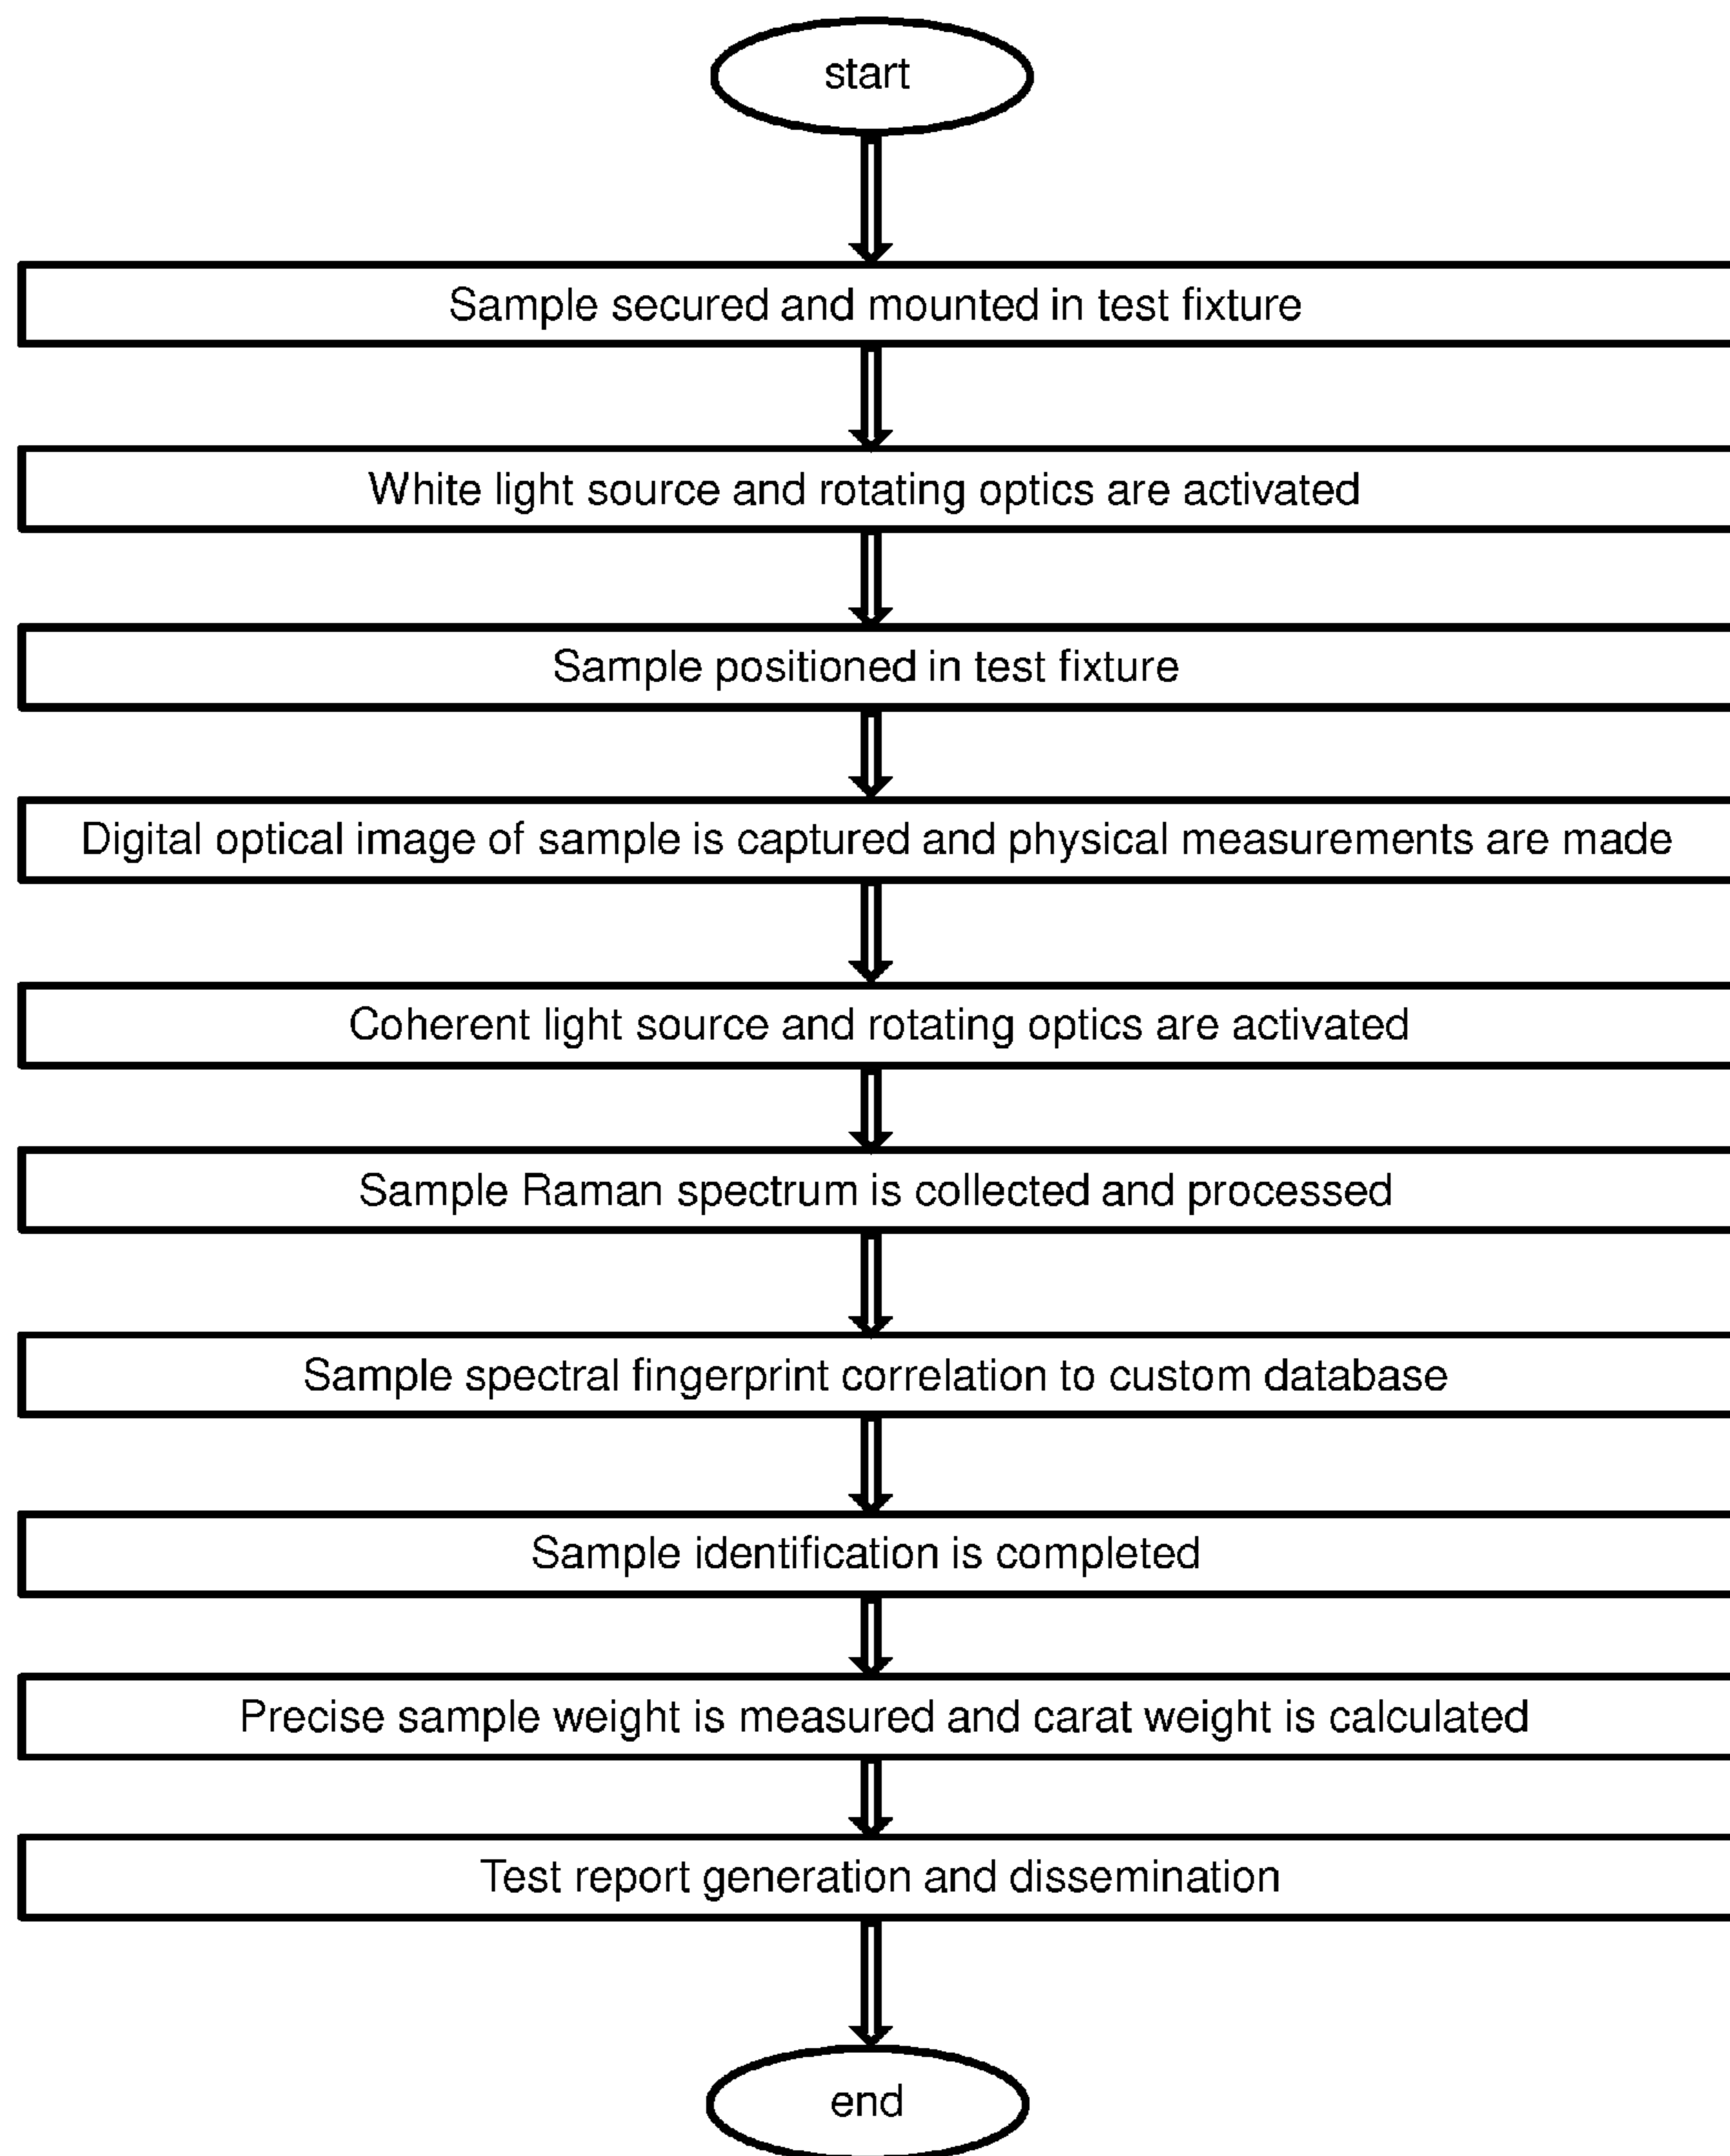 start
Sample secured and mounted in test fixture
White light source and rotating optics are activated
Sample positioned in test fixture
Digital optical image of sample is captured and physical measurements are made
Coherent light source and rotating optics are activated
Sample Raman spectrum is collected and processed
Sample spectral fingerprint correlation to custom database
Sample identification is completed
Precise sample weight is measured and carat weight is calculated
Test report generation and dissemination
end